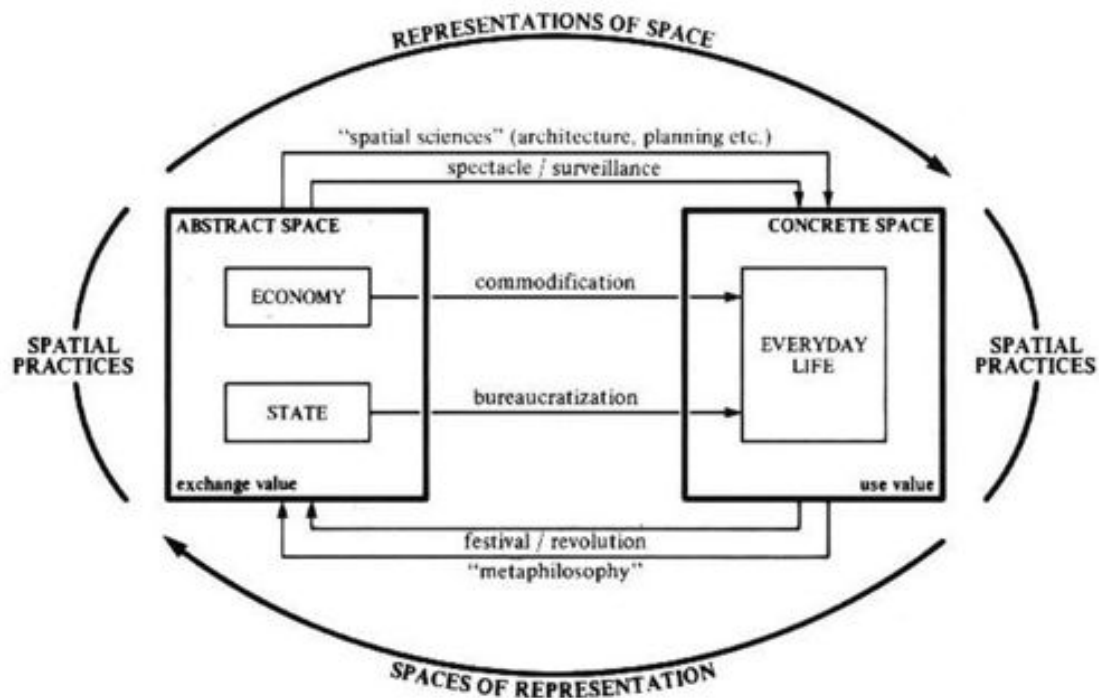 REPRESENTATIONS OF SPACE
"spatial sciences" (architecture, planning etc.)
spectacle / surveillance
ABSTRACT SPACE
CONCRETE SPACE
ECONOMY
commodification
EVERYDAY
LIFE
SPATIAL
PRACTICES
SPATIAL
PRACTICES
STATE
bureaucratization
exchange value
use value
festival / revolution
"metaphilosophy"
SPACES OF REPRESENTATION